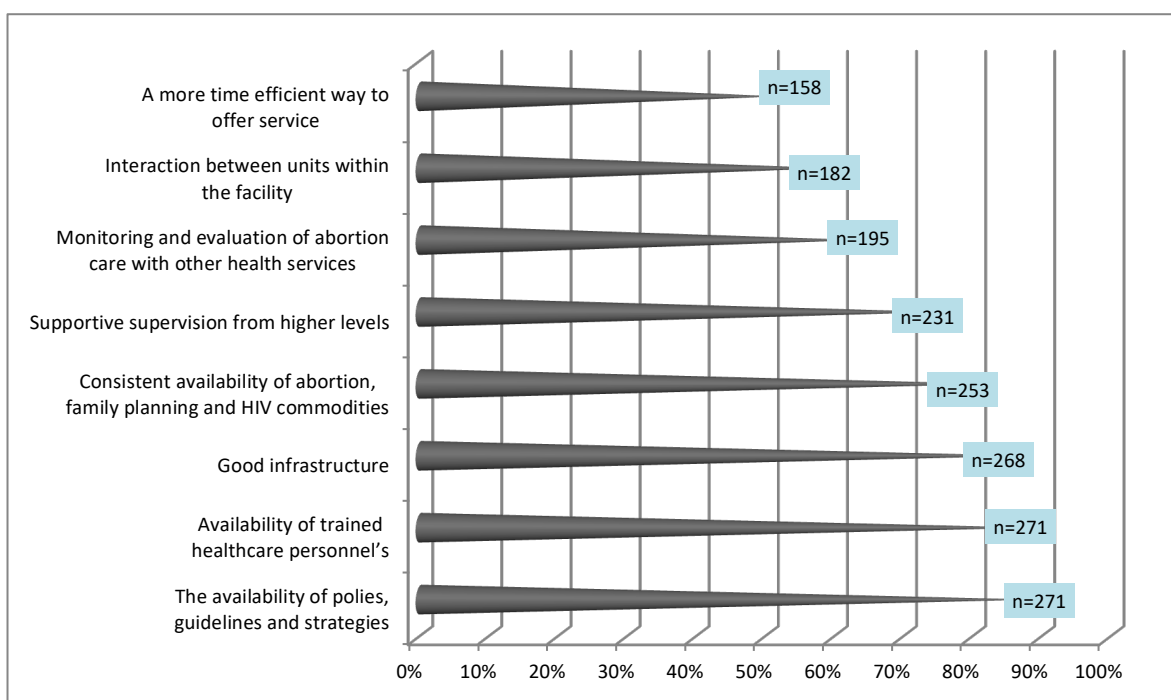 A more time efficient way to
offer service
n=158
Interaction between units within
the facility
n=182
Monitoring and evaluation of abortion
care with other health services
n=195
Supportive supervision from higher levels
n=231
Consistent availability of abortion,
family planning and HIV commodities
n=253
Good infrastructure
n=268
Availability of trained
healthcare personnel’s
n=271
The availability of polies,
guidelines and strategies
n=271
0% 10% 20% 30% 40% 50% 60% 70% 80% 90% 100%